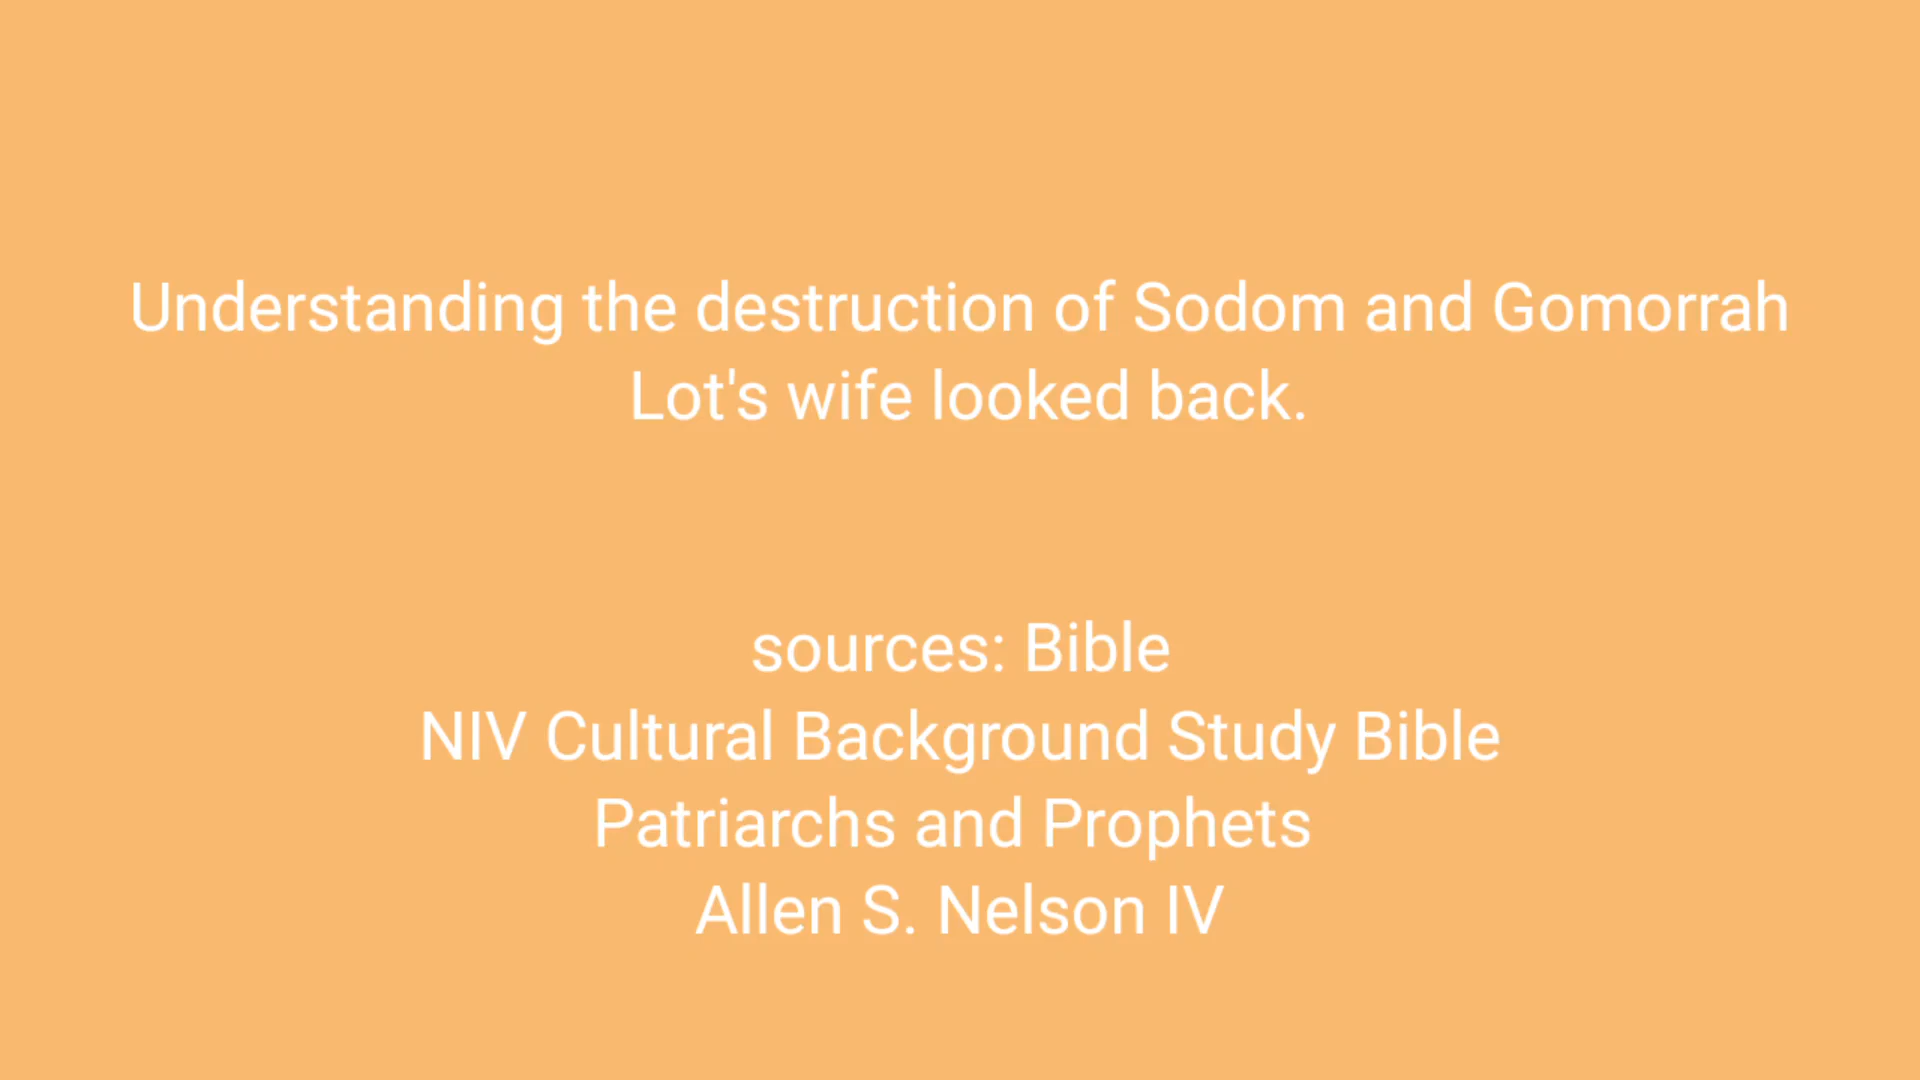 Understanding the destruction of Sodom and Gomorrah
Lot's wife looked back.
sources: Bible
NIV Cultural Background Study Bible
Patriarchs and Prophets
Allen S. Nelson IV